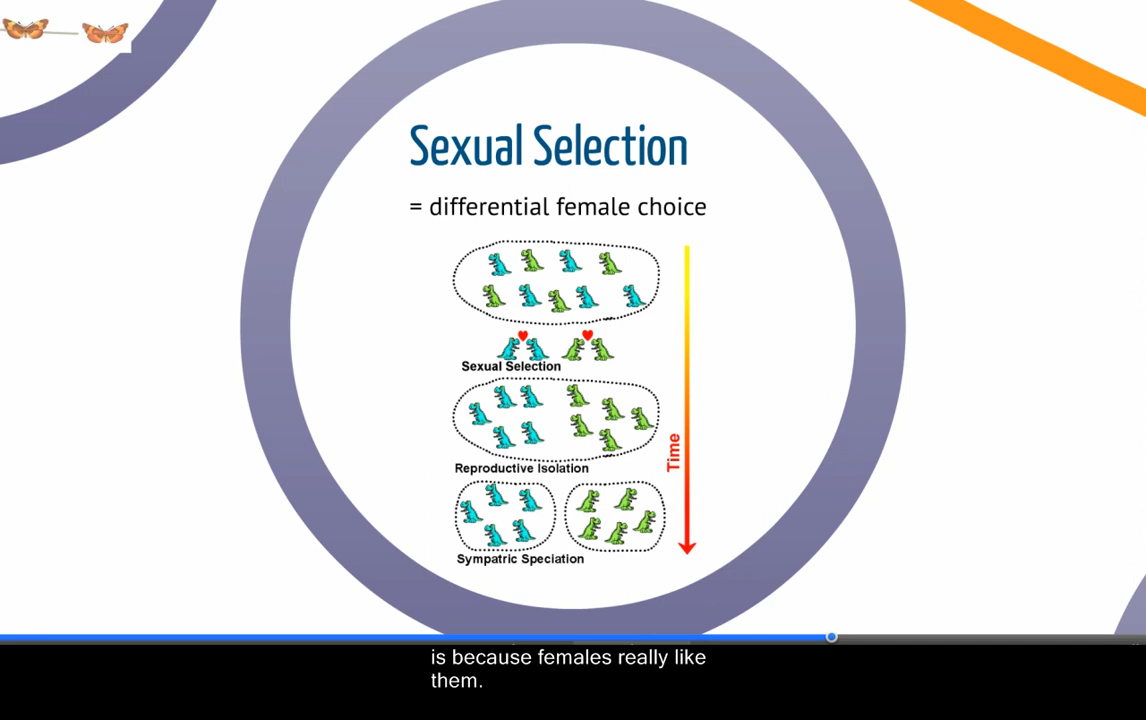 Sexual Selection
= differential female choice
Sexual Selection
Reproductive Isolation
Time
Sympatric Speciation
is because females really like
them.